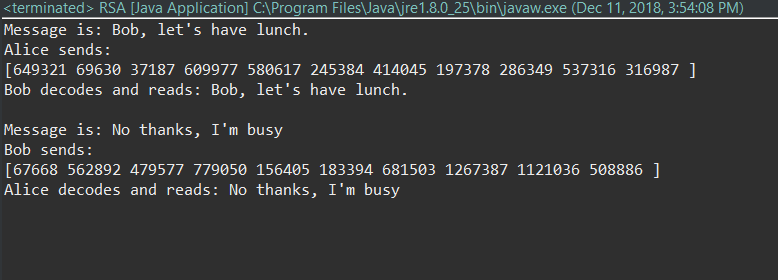 <terminated> RSA [Java Application] C:\Program Files\Java\jre1.8.0_25\bin\javaw.exe (Dec 11, 2018, 3:54:08 PM)
Message is: Bob, let's have lunch.
Alice sends:
[649321 69630 37187 609977 580617 245384 414045 197378 286349 537316 316987 ]
Bob decodes and reads: Bob, let's have lunch.
Message is: No thanks, I'm busy
Bob sends:
[67668 562892 479577 779050 156405 183394 681503 1267387 1121036 508886 ]
Alice decodes and reads: No thanks, I'm busy